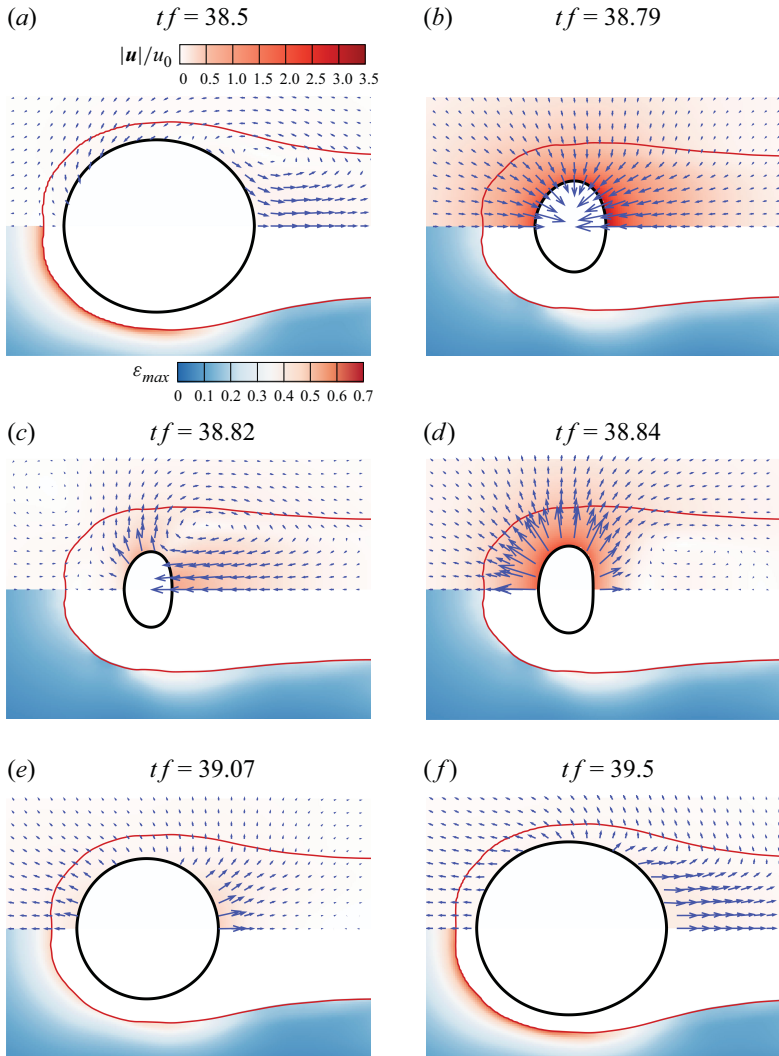 (a) tf = 38.5
(b) tf = 38.79
|u|/u0
0 0.5 1.0 1.5 2.0 2.5 3.0 3.5
εmax
0 0.1 0.2 0.3 0.4 0.5 0.6 0.7
(c) tf = 38.82
(d) tf = 38.84
(e) tf = 39.07
(f) tf = 39.5